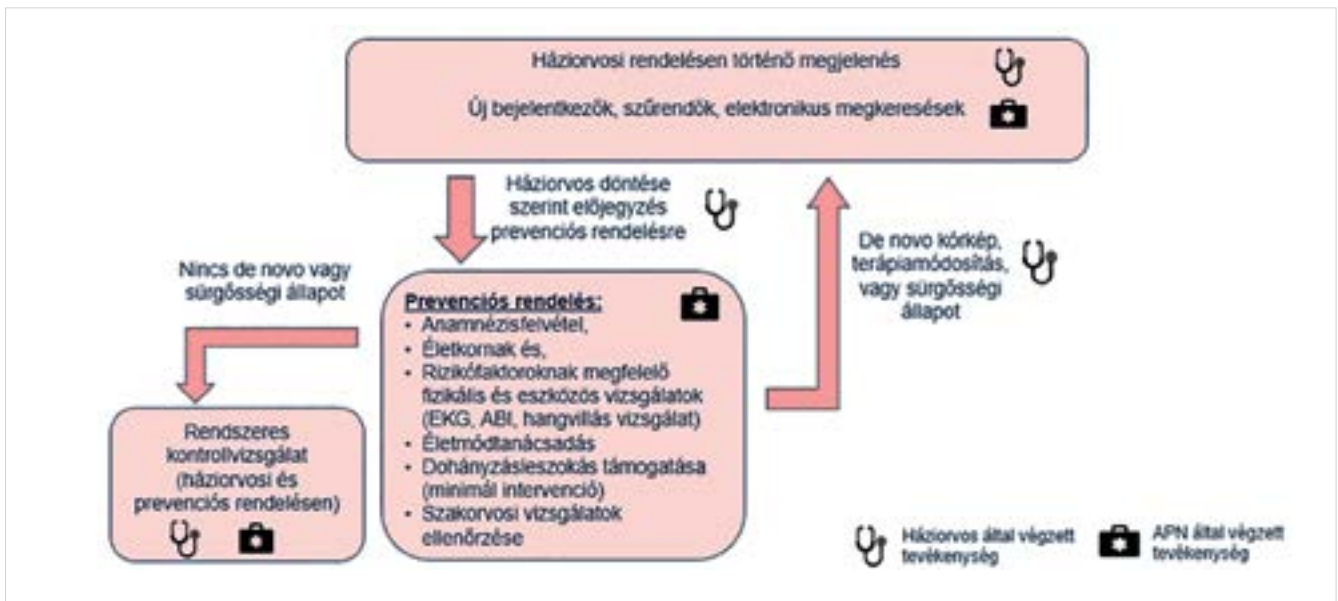 Háziorvosi rendelésen történő megjelenés
Új bejelentkezők, szűrendők, elektronikus megkeresések
Háziorvos döntése
szerint előjegyzés
prevenciós rendelésre
De novo kórkép,
terápiamódosítás,
vagy sürgősségi
állapot
Nincs de novo vagy
sürgősségi állapot
Prevenciós rendelés:
• Anamnézisfelvétel,
• Életkornak és,
• Rizikófaktoroknak megfelelő
fizikális és eszközös vizsgálatok
(EKG, ABI, hangvillás vizsgálat)
• Életmódtanácsadás
• Dohányzásleszokás támogatása
(minimál intervenció)
• Szakorvosi vizsgálatok
ellenőrzése
Rendszeres
kontrollvizsgálat
(háziorvosi és
prevenciós rendelésen)
Háziorvos által végzett
tevékenység
APN által végzett
tevékenység